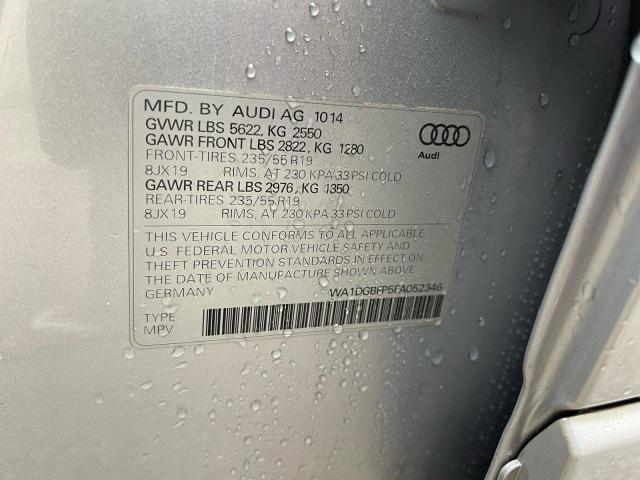 MFD. BY AUDI AG 1014
GVWR LBS 5622, KG 2550
GAWR FRONT LBS 2822, KG 1280
FRONT-TIRES 235/55 R19
8JX19 RIMS, AT 230 KPA 33 PSI COLD
GAWR REAR LBS 2976, KG 1350
REAR-TIRES 235/55 R19
8JX19 RIMS, AT 230 KPA 33 PSI COLD
Audi
THIS VEHICLE CONFORMS TO ALL APPLICABLE
U.S. FEDERAL MOTOR VEHICLE SAFETY AND
THEFT PREVENTION STANDARDS IN EFFECT ON
THE DATE OF MANUFACTURE SHOWN ABOVE.
GERMANY WA1DGBFP5FA052346
TYPE:
MPV